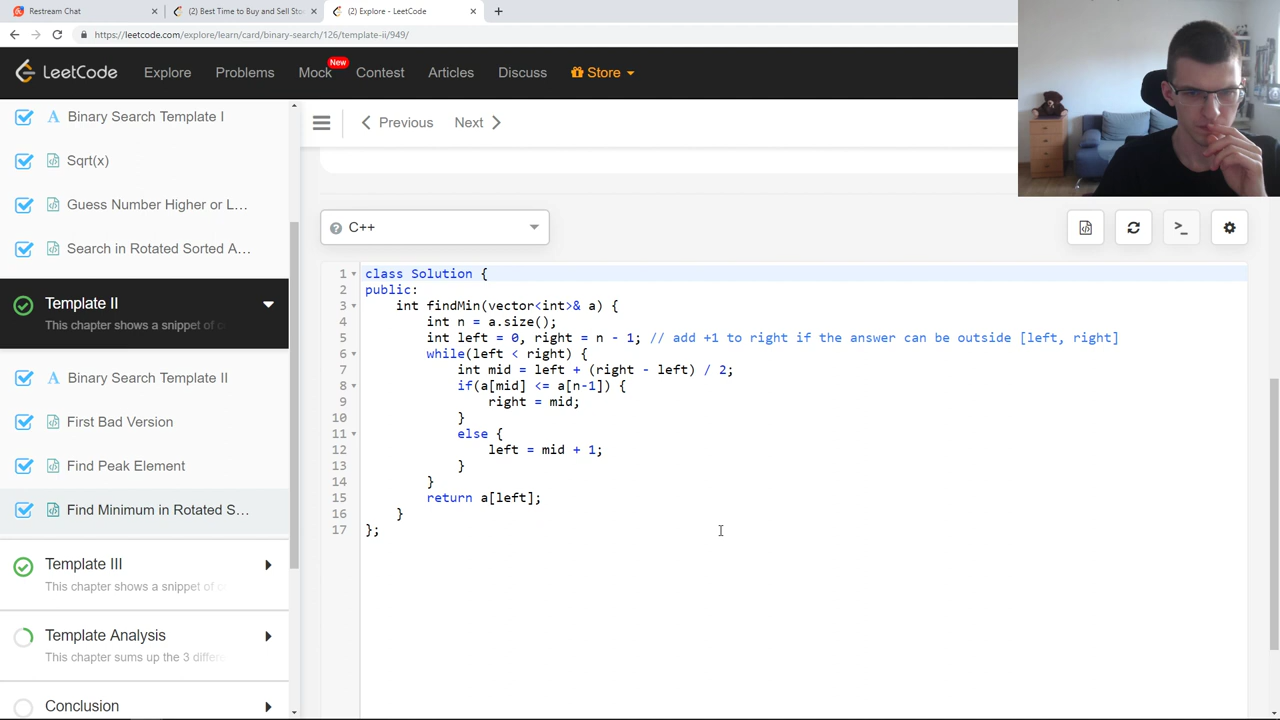 Restream Chat
(2) Best Time to Buy and Sell Sto
(2) Explore - LeetCode
https://leetcode.com/explore/learn/card/binary-search/126/template-ii/949/
LeetCode
Explore
Problems
Mock
New
Contest
Articles
Discuss
Store
Binary Search Template I
Sqrt(x)
Guess Number Higher or L...
Search in Rotated Sorted A...
Template II
This chapter shows a snippet of c
Binary Search Template II
First Bad Version
Find Peak Element
Find Minimum in Rotated S...
Template III
This chapter shows a snippet of c
Template Analysis
This chapter sums up the 3 differ
Conclusion
Previous
Next
C++
1 class Solution {
2 public:
3 int findMin(vector<int>& a) {
4 int n = a.size();
5 int left = 0, right = n - 1; // add +1 to right if the answer can be outside [left, right]
6 while(left < right) {
7 int mid = left + (right - left) / 2;
8 if(a[mid] <= a[n-1]) {
9 right = mid;
10 }
11 else {
12 left = mid + 1;
13 }
14 }
15 return a[left];
16 }
17 };